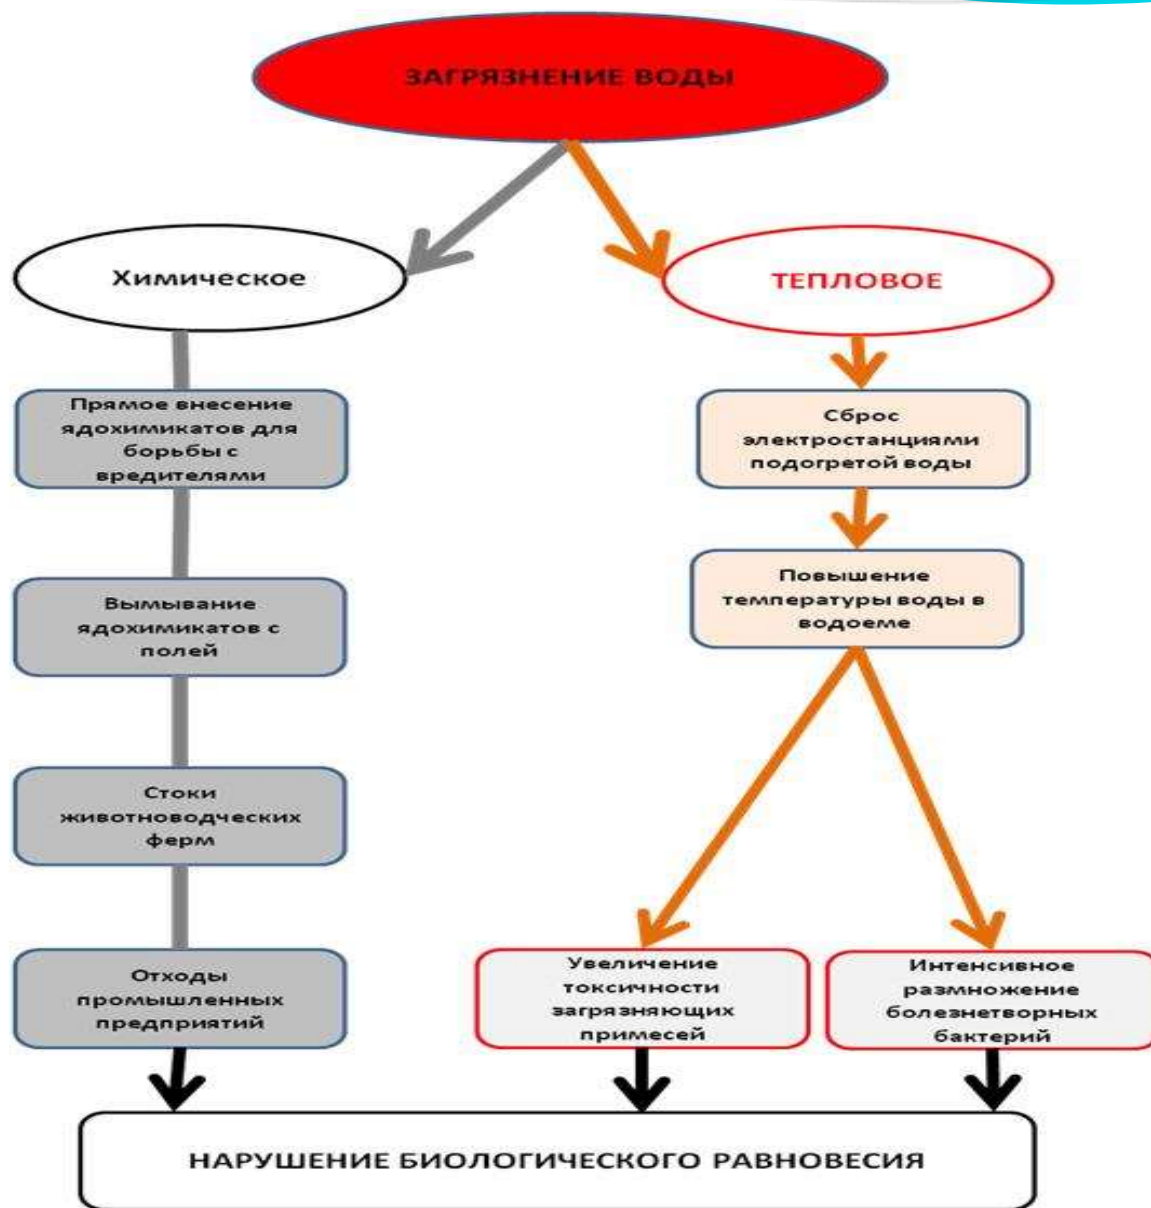 ЗАГРЯЗНЕНИЕ ВОДЫ
Химическое
ТЕПЛОВОЕ
Прямое внесение
ядохимикатов для
борьбы с
вредителями
Сброс
электростанциями
подогретой воды
Вымывание
ядохимикатов с
полей
Повышение
температуры воды в
водоеме
Стоки
животноводческих
ферм
Отходы
промышленных
предприятий
Увеличение
токсичности
загрязняющих
примесей
Интенсивное
размножение
болезнетворных
бактерий
НАРУШЕНИЕ БИОЛОГИЧЕСКОГО РАВНОВЕСИЯ